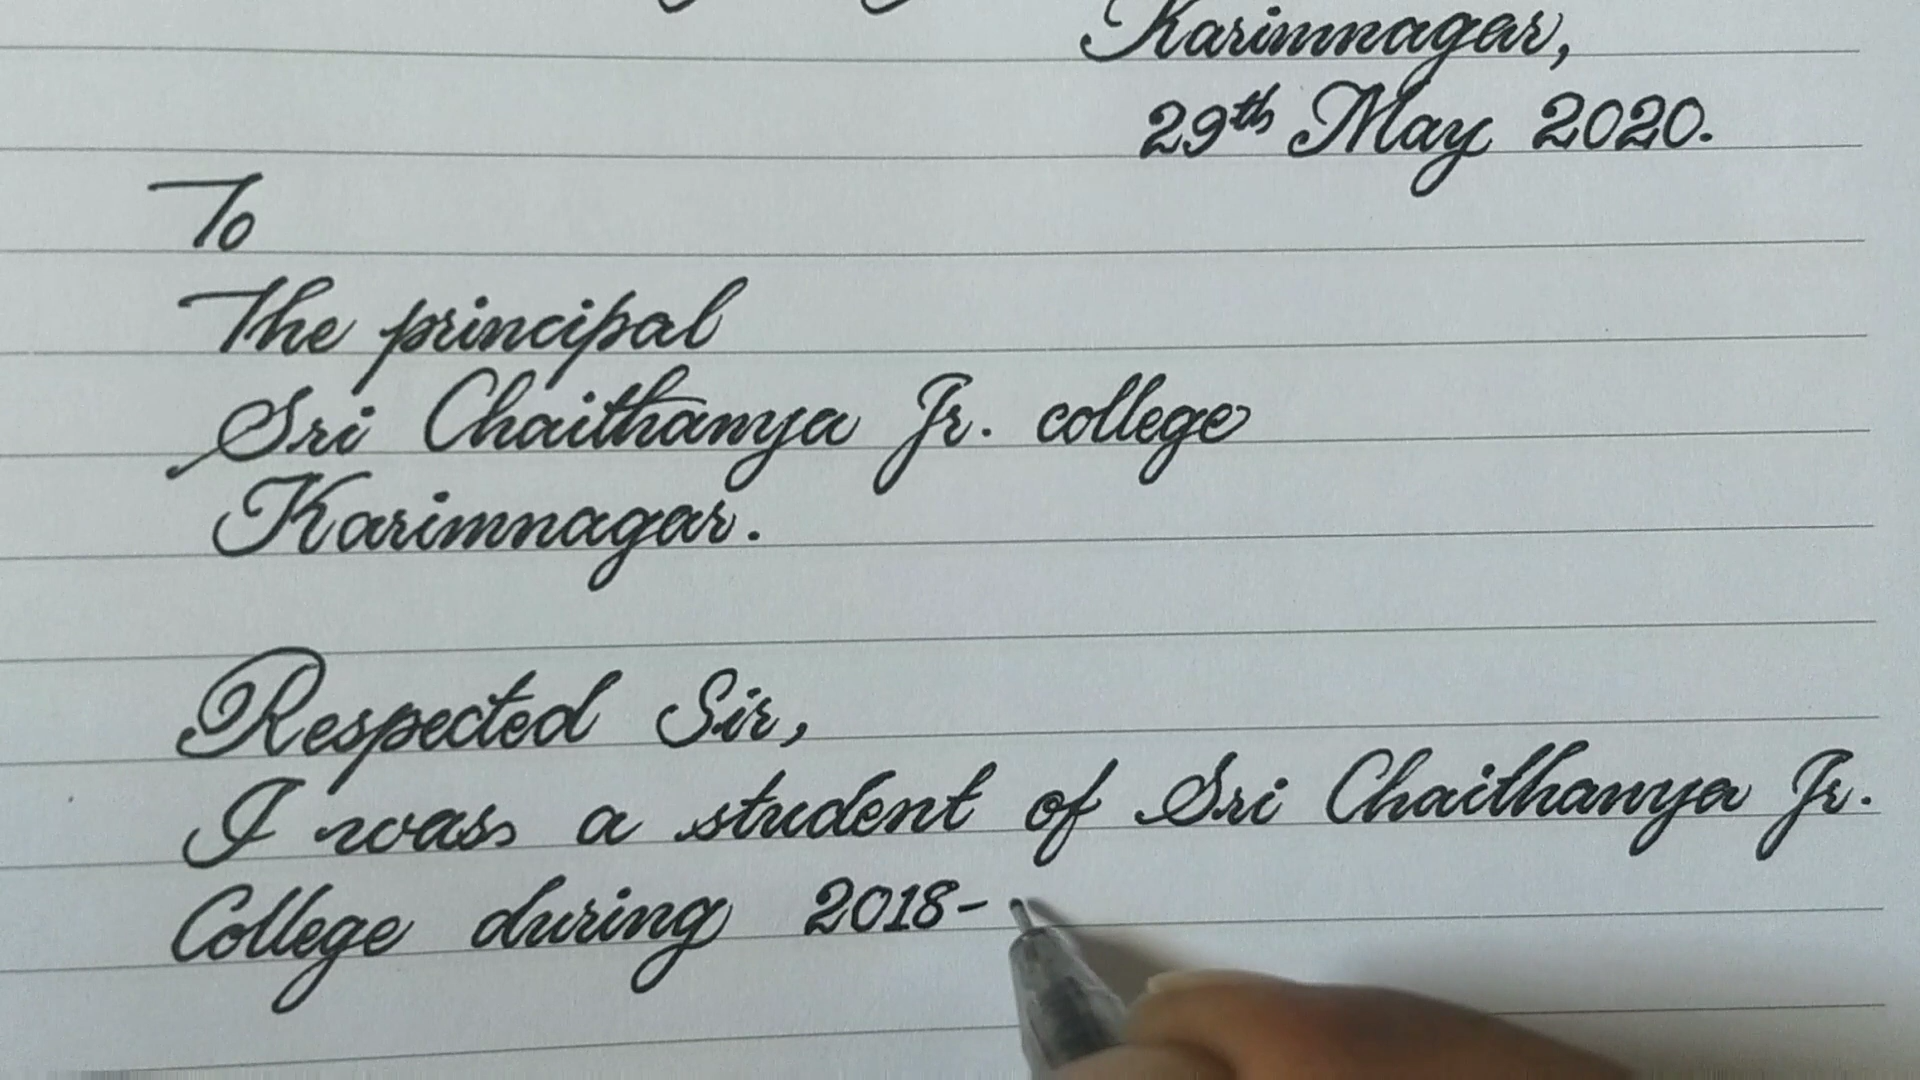 Karimnagar,
29th May 2020.
To
The principal
Sri Chaithanya Jr. college
Karimnagar.
Respected Sir,
I was a student of Sri Chaithanya Jr.
College during 2018-